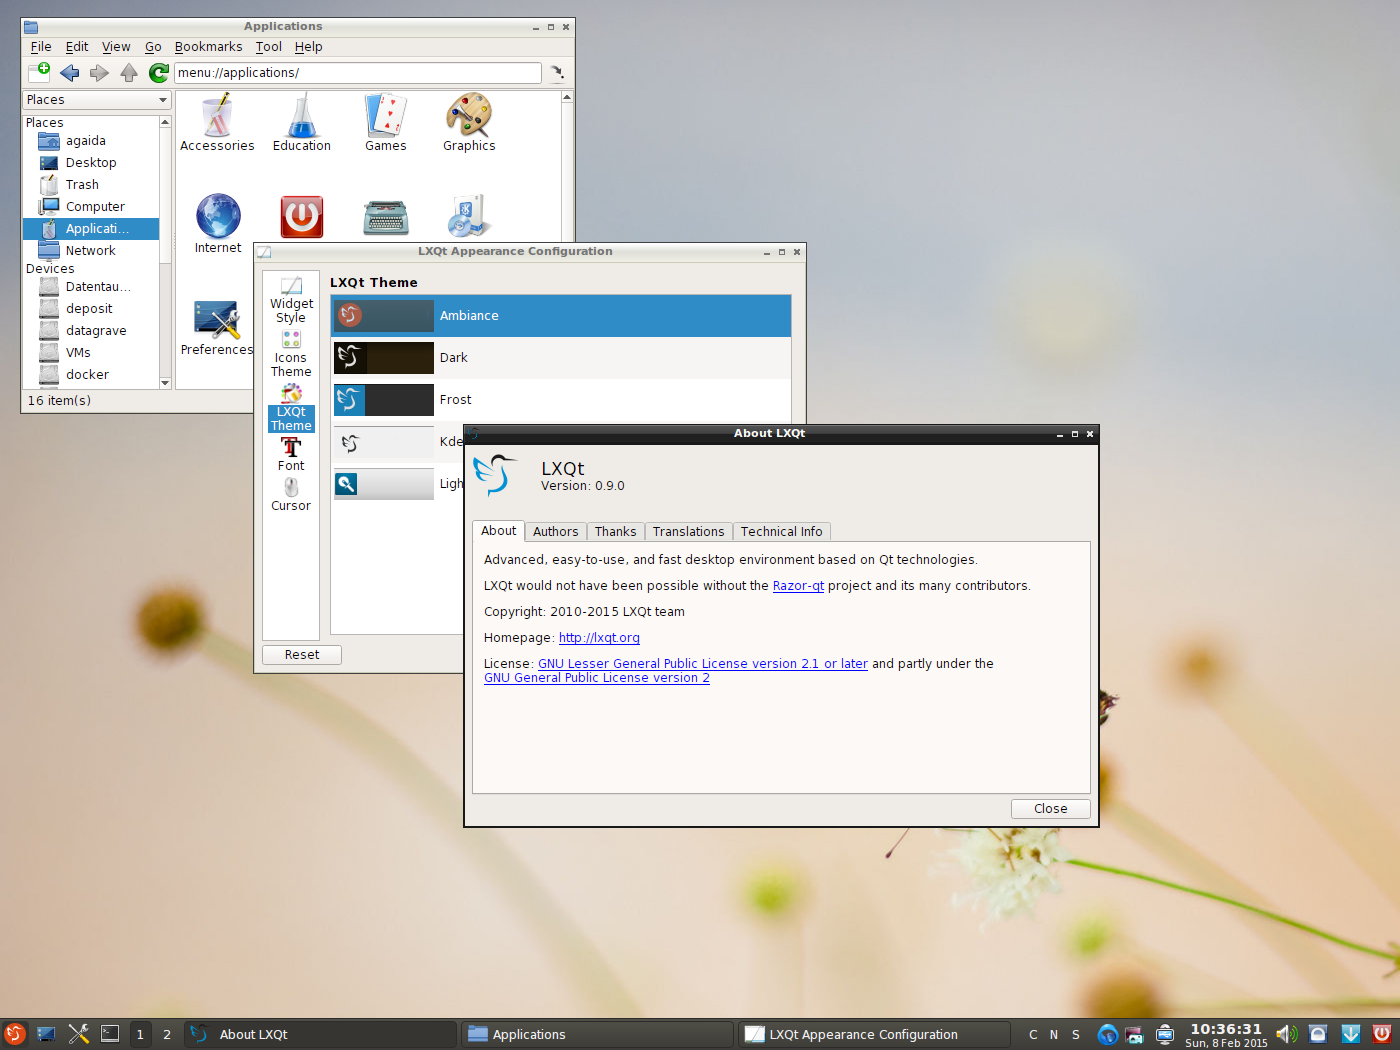 Applications
File Edit View Go Bookmarks Tool Help
menu://applications/
Places
Places
agaida
Desktop
Trash
Computer
Applicati...
Network
Devices
Datentau...
deposit
datagrave
VMs
docker
Accessories Education Games Graphics
Internet
Preferences
16 item(s)
LXQt Appearance Configuration
Widget
Style
Icons
Theme
LXQt
Theme
Font
Cursor
LXQt Theme
Ambiance
Dark
Frost
Kde
Ligh
Reset
About LXQt
LXQt
Version: 0.9.0
About Authors Thanks Translations Technical Info
Advanced, easy-to-use, and fast desktop environment based on Qt technologies.
LXQt would not have been possible without the Razor-qt project and its many contributors.
Copyright: 2010-2015 LXQt team
Homepage: http://lxqt.org
License: GNU Lesser General Public License version 2.1 or later and partly under the
GNU General Public License version 2
Close
1 2 About LXQt Applications LXQt Appearance Configuration C N S 10:36:31
Sun, 8 Feb 2015